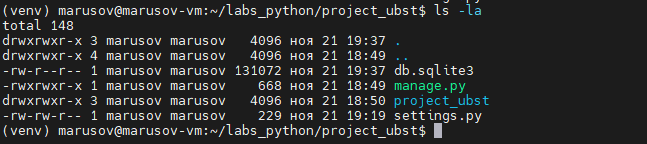 (venv) marusov@marusov-vm:~/labs_python/project_ubst$ ls -la
total 148
drwxrwxr-x 3 marusov marusov   4096 ноя 21 19:37 .
drwxrwxr-x 4 marusov marusov   4096 ноя 21 18:49 ..
-rw-r--r-- 1 marusov marusov 131072 ноя 21 19:37 db.sqlite3
-rwxrwxr-x 1 marusov marusov    668 ноя 21 18:49 manage.py
drwxrwxr-x 3 marusov marusov   4096 ноя 21 18:50 project_ubst
-rw-rw-r-- 1 marusov marusov    229 ноя 21 19:19 settings.py
(venv) marusov@marusov-vm:~/labs_python/project_ubst$